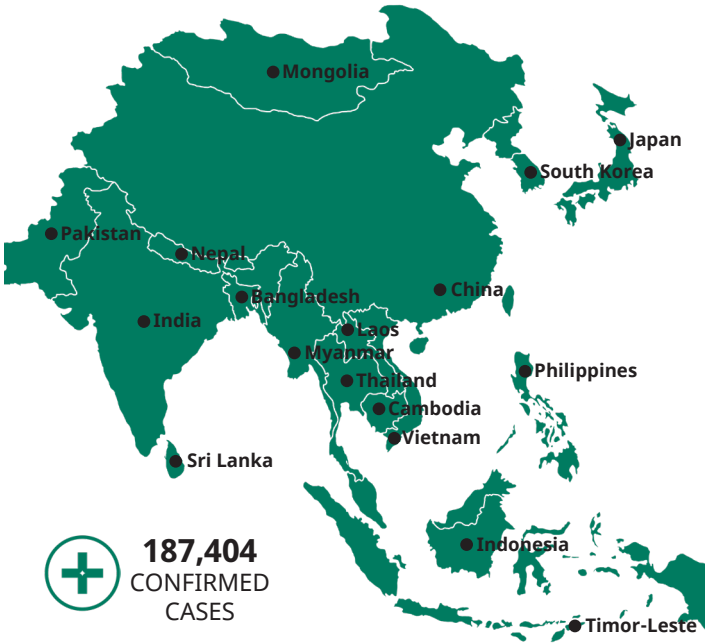 Mongolia
Japan
South Korea
Pakistan
Nepal
China
Bangladesh
India
Laos
Myanmar
Philippines
Thailand
Cambodia
Vietnam
Sri Lanka
Indonesia
187,404
CONFIRMED
CASES
Timor-Leste